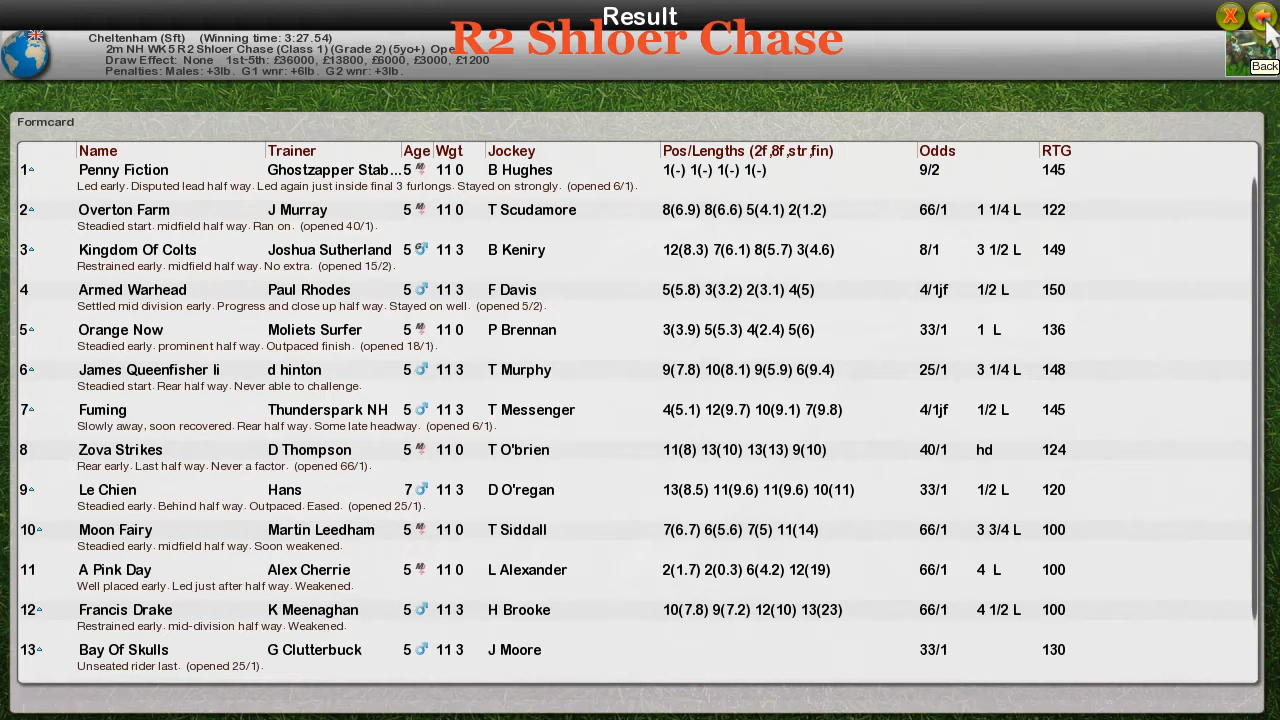 Result
R2 Shloer Chase
Cheltenham (Sft) (Winning time: 3:27.54)
2m NH WK5 R2 Shloer Chase (Class 1) (Grade 2) (5yo+) Ope
Draw Effect: None 1st-5th: £36000, £13800, £6000, £3000, £1200
Penalties: Males: +3lb. G1 wnr: +6lb. G2 wnr: +3lb.
Back
Formcard
Name Trainer Age Wgt Jockey Pos/Lengths (2f,8f,str,fin) Odds RTG
1 Penny Fiction Ghostzapper Stab... 5 11 0 B Hughes 1(-) 1(-) 1(-) 1(-) 9/2 145
Led early. Disputed lead half way. Led again just inside final 3 furlongs. Stayed on strongly. (opened 6/1).
2 Overton Farm J Murray 5 11 0 T Scudamore 8(6.9) 8(6.6) 5(4.1) 2(1.2) 66/1 1 1/4 L 122
Steadied start. midfield half way. Ran on. (opened 40/1).
3 Kingdom Of Colts Joshua Sutherland 5 11 3 B Keniry 12(8.3) 7(6.1) 8(5.7) 3(4.6) 8/1 3 1/2 L 149
Restrained early. midfield half way. No extra. (opened 15/2).
4 Armed Warhead Paul Rhodes 5 11 3 F Davis 5(5.8) 3(3.2) 2(3.1) 4(5) 4/1jf 1/2 L 150
Settled mid division early. Progress and close up half way. Stayed on well. (opened 5/2).
5 Orange Now Moliets Surfer 5 11 0 P Brennan 3(3.9) 5(5.3) 4(2.4) 5(6) 33/1 1 L 136
Steadied early. prominent half way. Outpaced finish. (opened 18/1).
6 James Queenfisher Ii d hinton 5 11 3 T Murphy 9(7.8) 10(8.1) 9(5.9) 6(9.4) 25/1 3 1/4 L 148
Steadied start. Rear half way. Never able to challenge.
7 Fuming Thunderspark NH 5 11 3 T Messenger 4(5.1) 12(9.7) 10(9.1) 7(9.8) 4/1jf 1/2 L 145
Slowly away, soon recovered. Rear half way. Some late headway. (opened 6/1).
8 Zova Strikes D Thompson 5 11 0 T O'brien 11(8) 13(10) 13(13) 9(10) 40/1 hd 124
Rear early. Last half way. Never a factor. (opened 66/1).
9 Le Chien Hans 7 11 3 D O'regan 13(8.5) 11(9.6) 11(9.6) 10(11) 33/1 1/2 L 120
Steadied early. Behind half way. Outpaced. Eased. (opened 25/1).
10 Moon Fairy Martin Leedham 5 11 0 T Siddall 7(6.7) 6(5.6) 7(5) 11(14) 66/1 3 3/4 L 100
Steadied early. midfield half way. Soon weakened.
11 A Pink Day Alex Cherrie 5 11 0 L Alexander 2(1.7) 2(0.3) 6(4.2) 12(19) 66/1 4 L 100
Well placed early. Led just after half way. Weakened.
12 Francis Drake K Meenaghan 5 11 3 H Brooke 10(7.8) 9(7.2) 12(10) 13(23) 66/1 4 1/2 L 100
Restrained early. mid-division half way. Weakened.
13 Bay Of Skulls G Clutterbuck 5 11 3 J Moore 33/1 130
Unseated rider last. (opened 25/1).